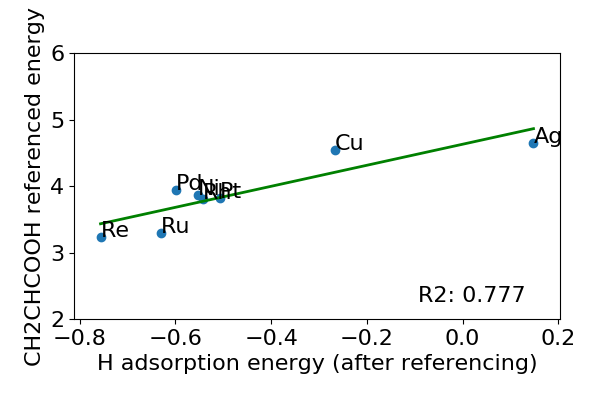 CH2CHCOOH referenced energy
6
5
4
3
2
Ag
Cu
Pd
Ni
Rh
Pt
Ru
Re
R2: 0.777
−0.8
−0.6
−0.4
−0.2
0.0
0.2
H adsorption energy (after referencing)